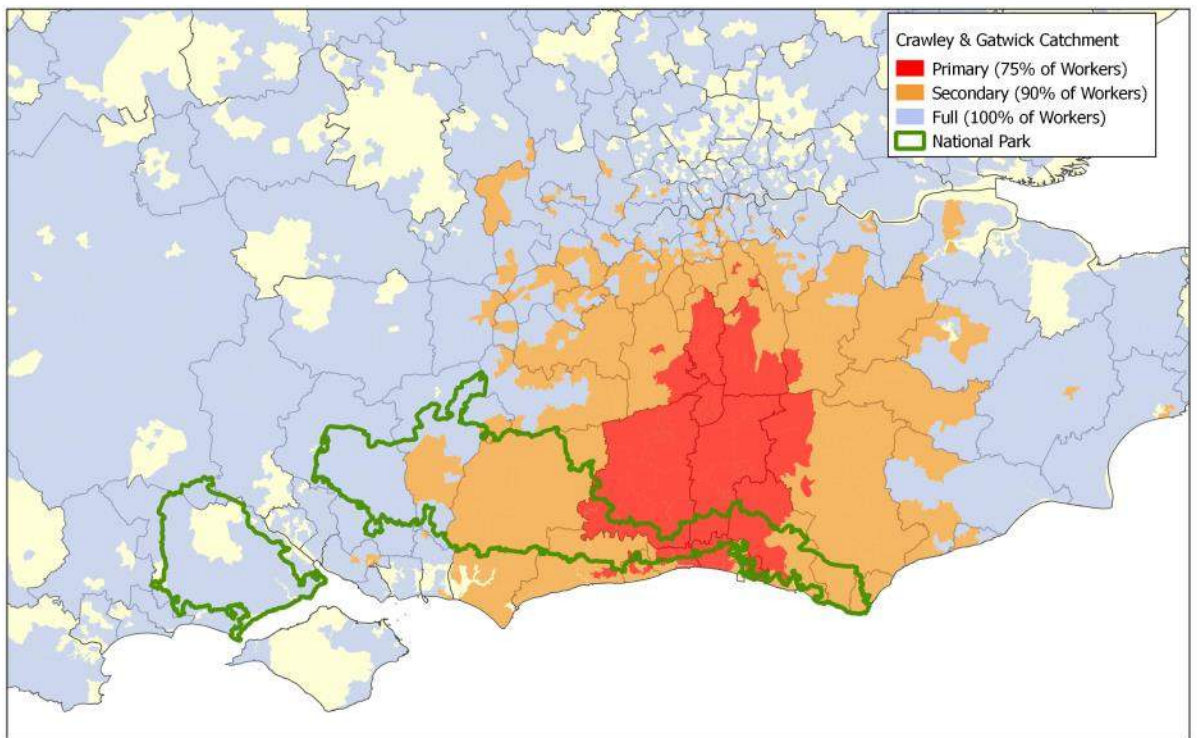 Crawley & Gatwick Catchment
Primary (75% of Workers)
Secondary (90% of Workers)
Full (100% of Workers)
National Park